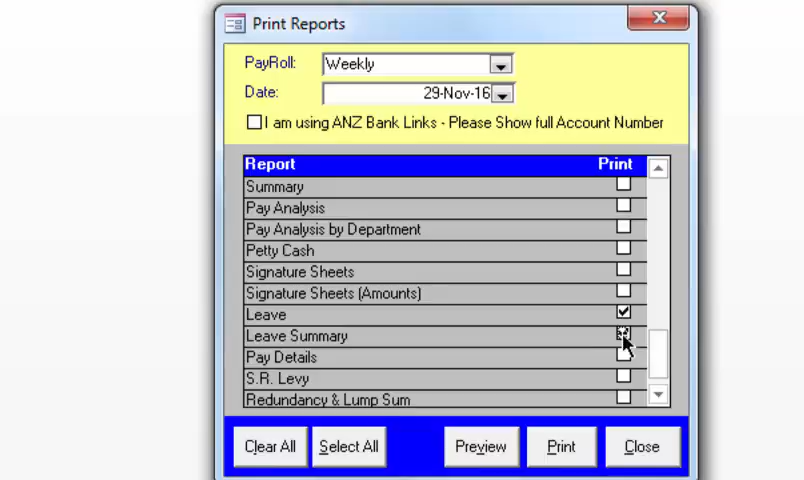 Print Reports
PayRoll: Weekly
Date: 29-Nov-16
I am using ANZ Bank Links - Please Show full Account Number
Report Print
Summary
Pay Analysis
Pay Analysis by Department
Petty Cash
Signature Sheets
Signature Sheets (Amounts)
Leave
Leave Summary
Pay Details
S.R. Levy
Redundancy & Lump Sum
Clear All Select All Preview Print Close